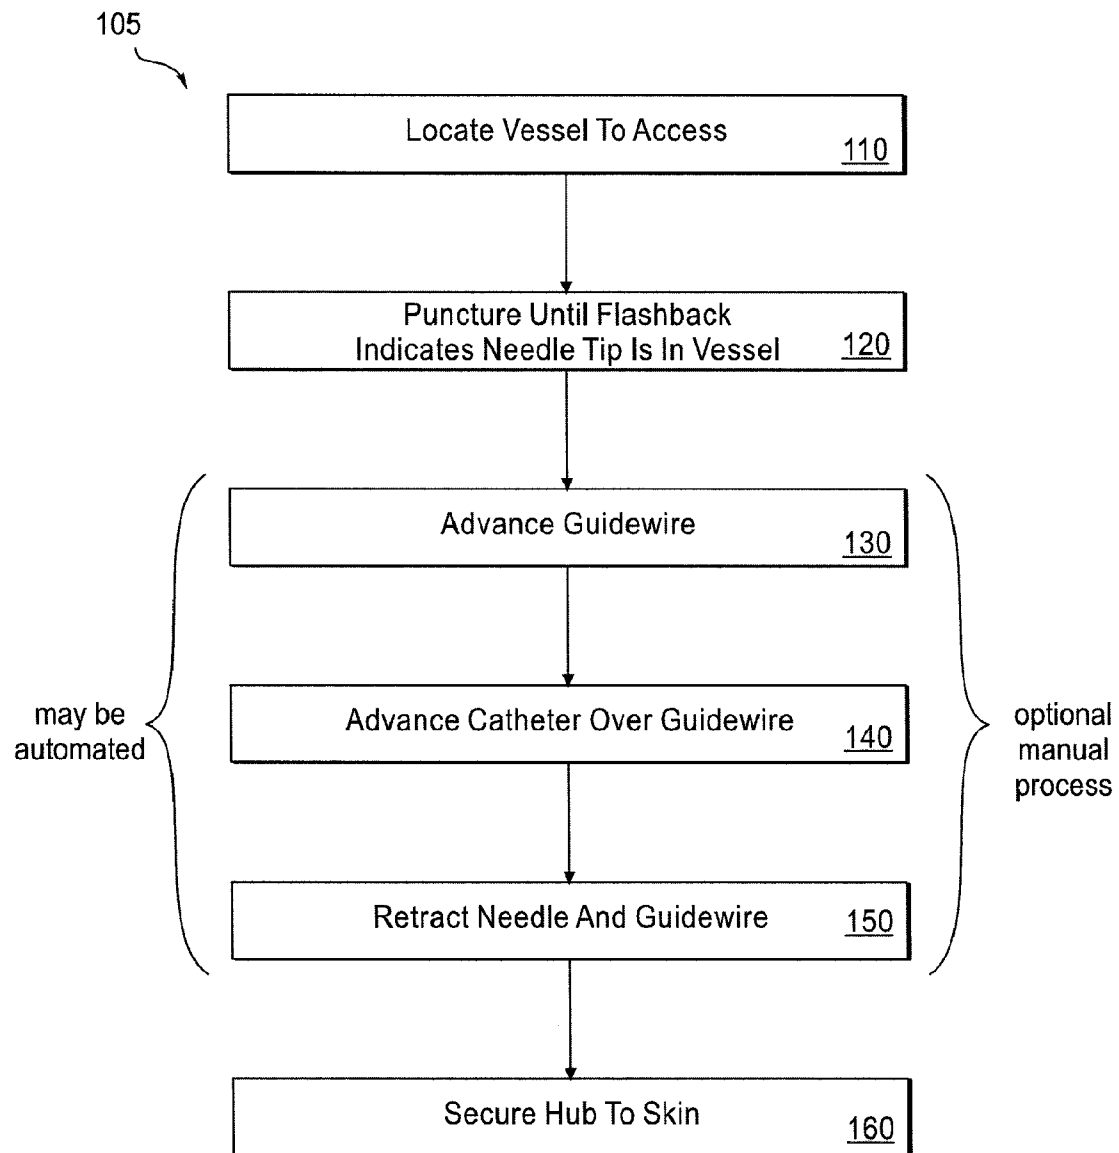 105
Locate Vessel To Access
110
Puncture Until Flashback
Indicates Needle Tip Is In Vessel
120
Advance Guidewire
130
may be
automated
Advance Catheter Over Guidewire
140
optional
manual
process
Retract Needle And Guidewire
150
Secure Hub To Skin
160